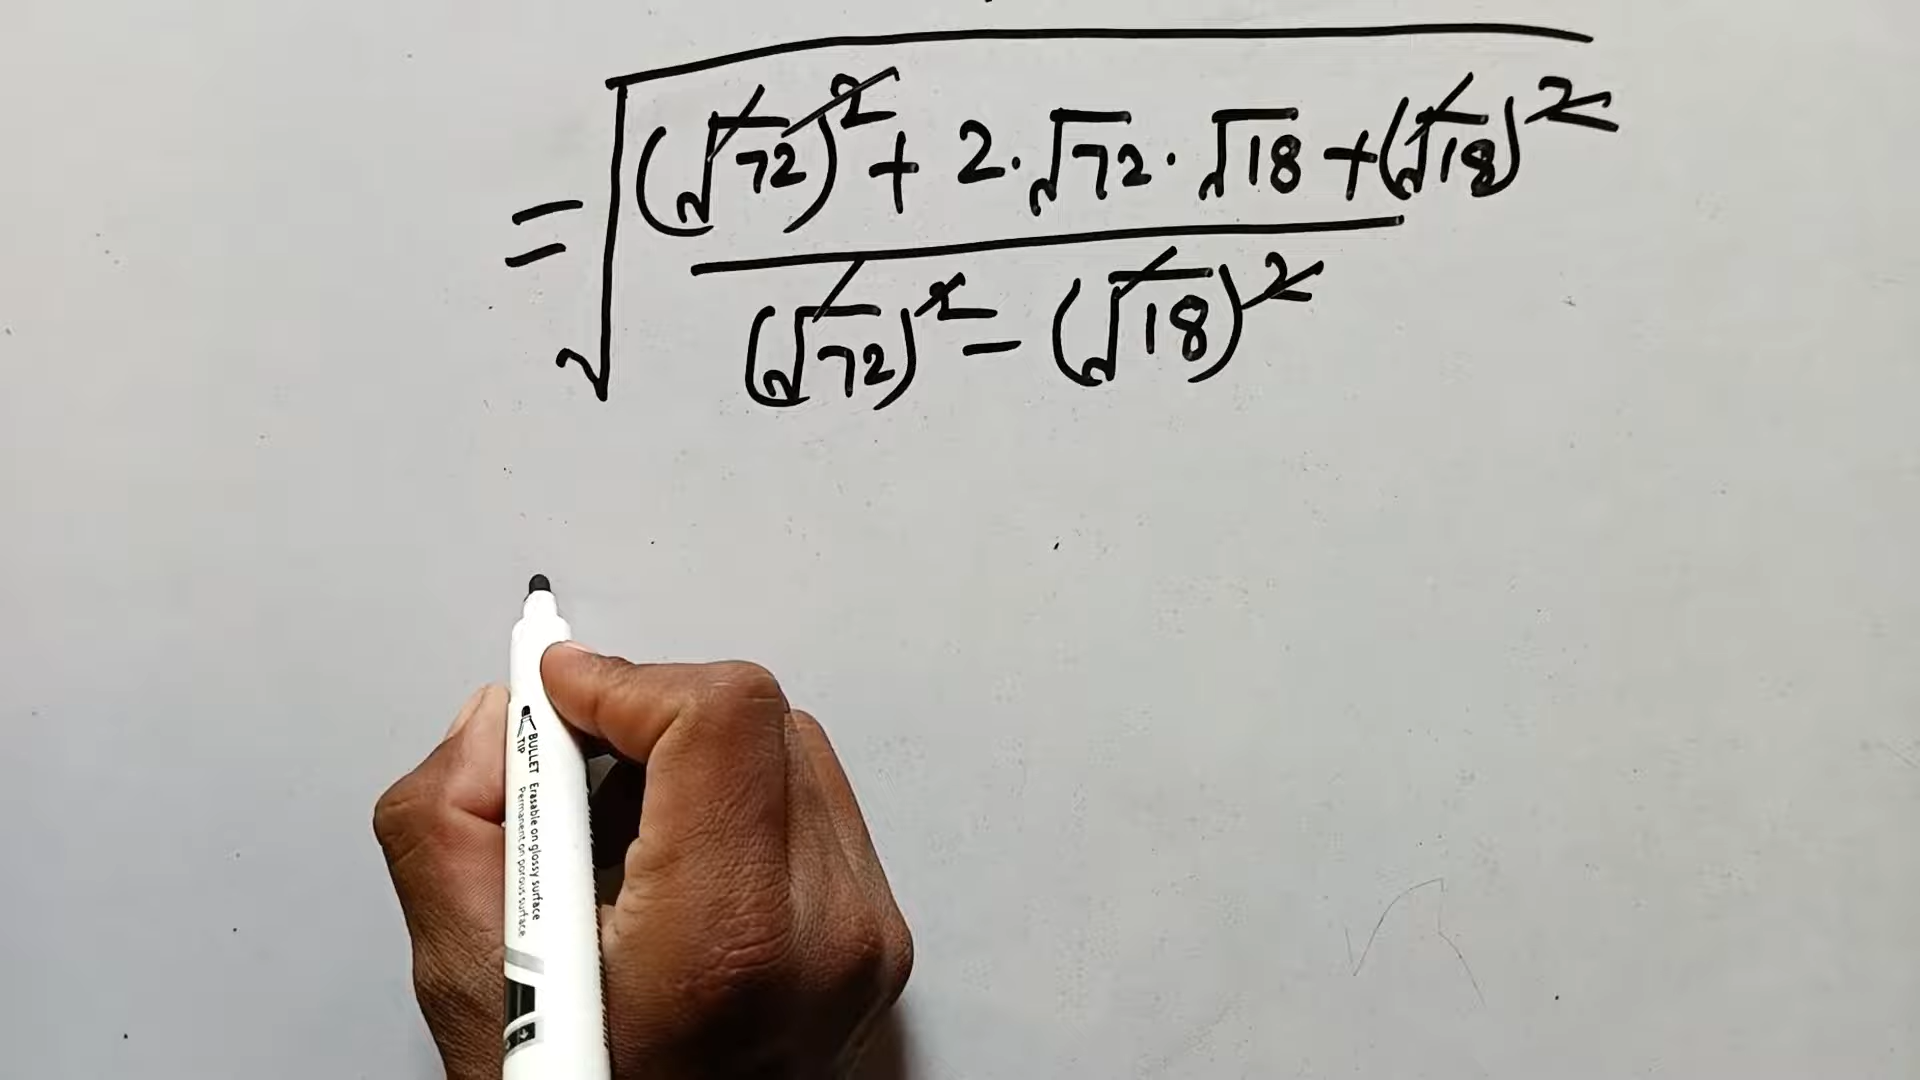 = √((√72)² + 2·√72·√18 + (√18)²
(√72)² - (√18)²
BULLET TIP
Erasable on glossy surface
Permanent on porous surface